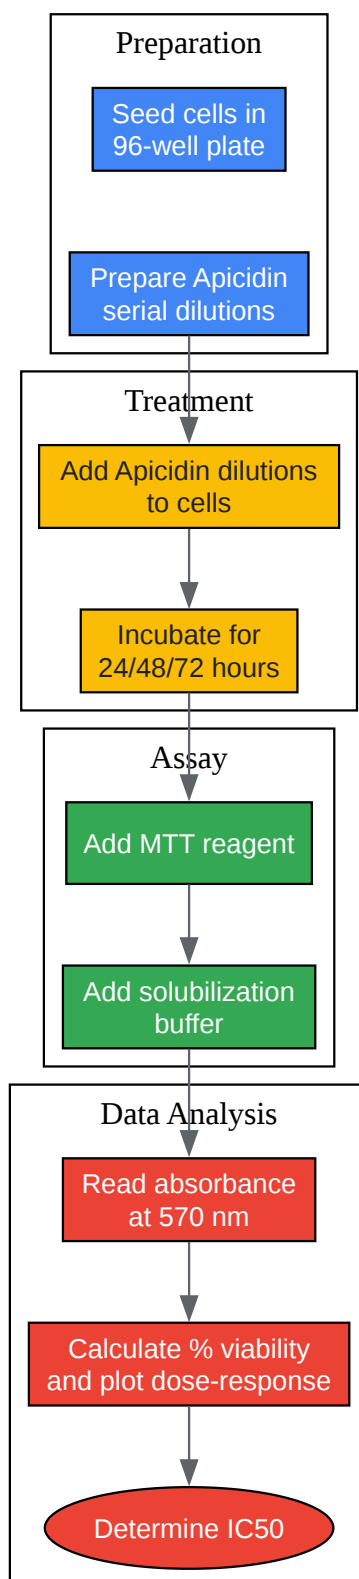 Preparation
Seed cells in
96-well plate
Prepare Apicidin
serial dilutions
Treatment
Add Apicidin dilutions
to cells
Incubate for
24/48/72 hours
Assay
Add MTT reagent
Add solubilization
buffer
Data Analysis
Read absorbance
at 570 nm
Calculate % viability
and plot dose-response
Determine IC50